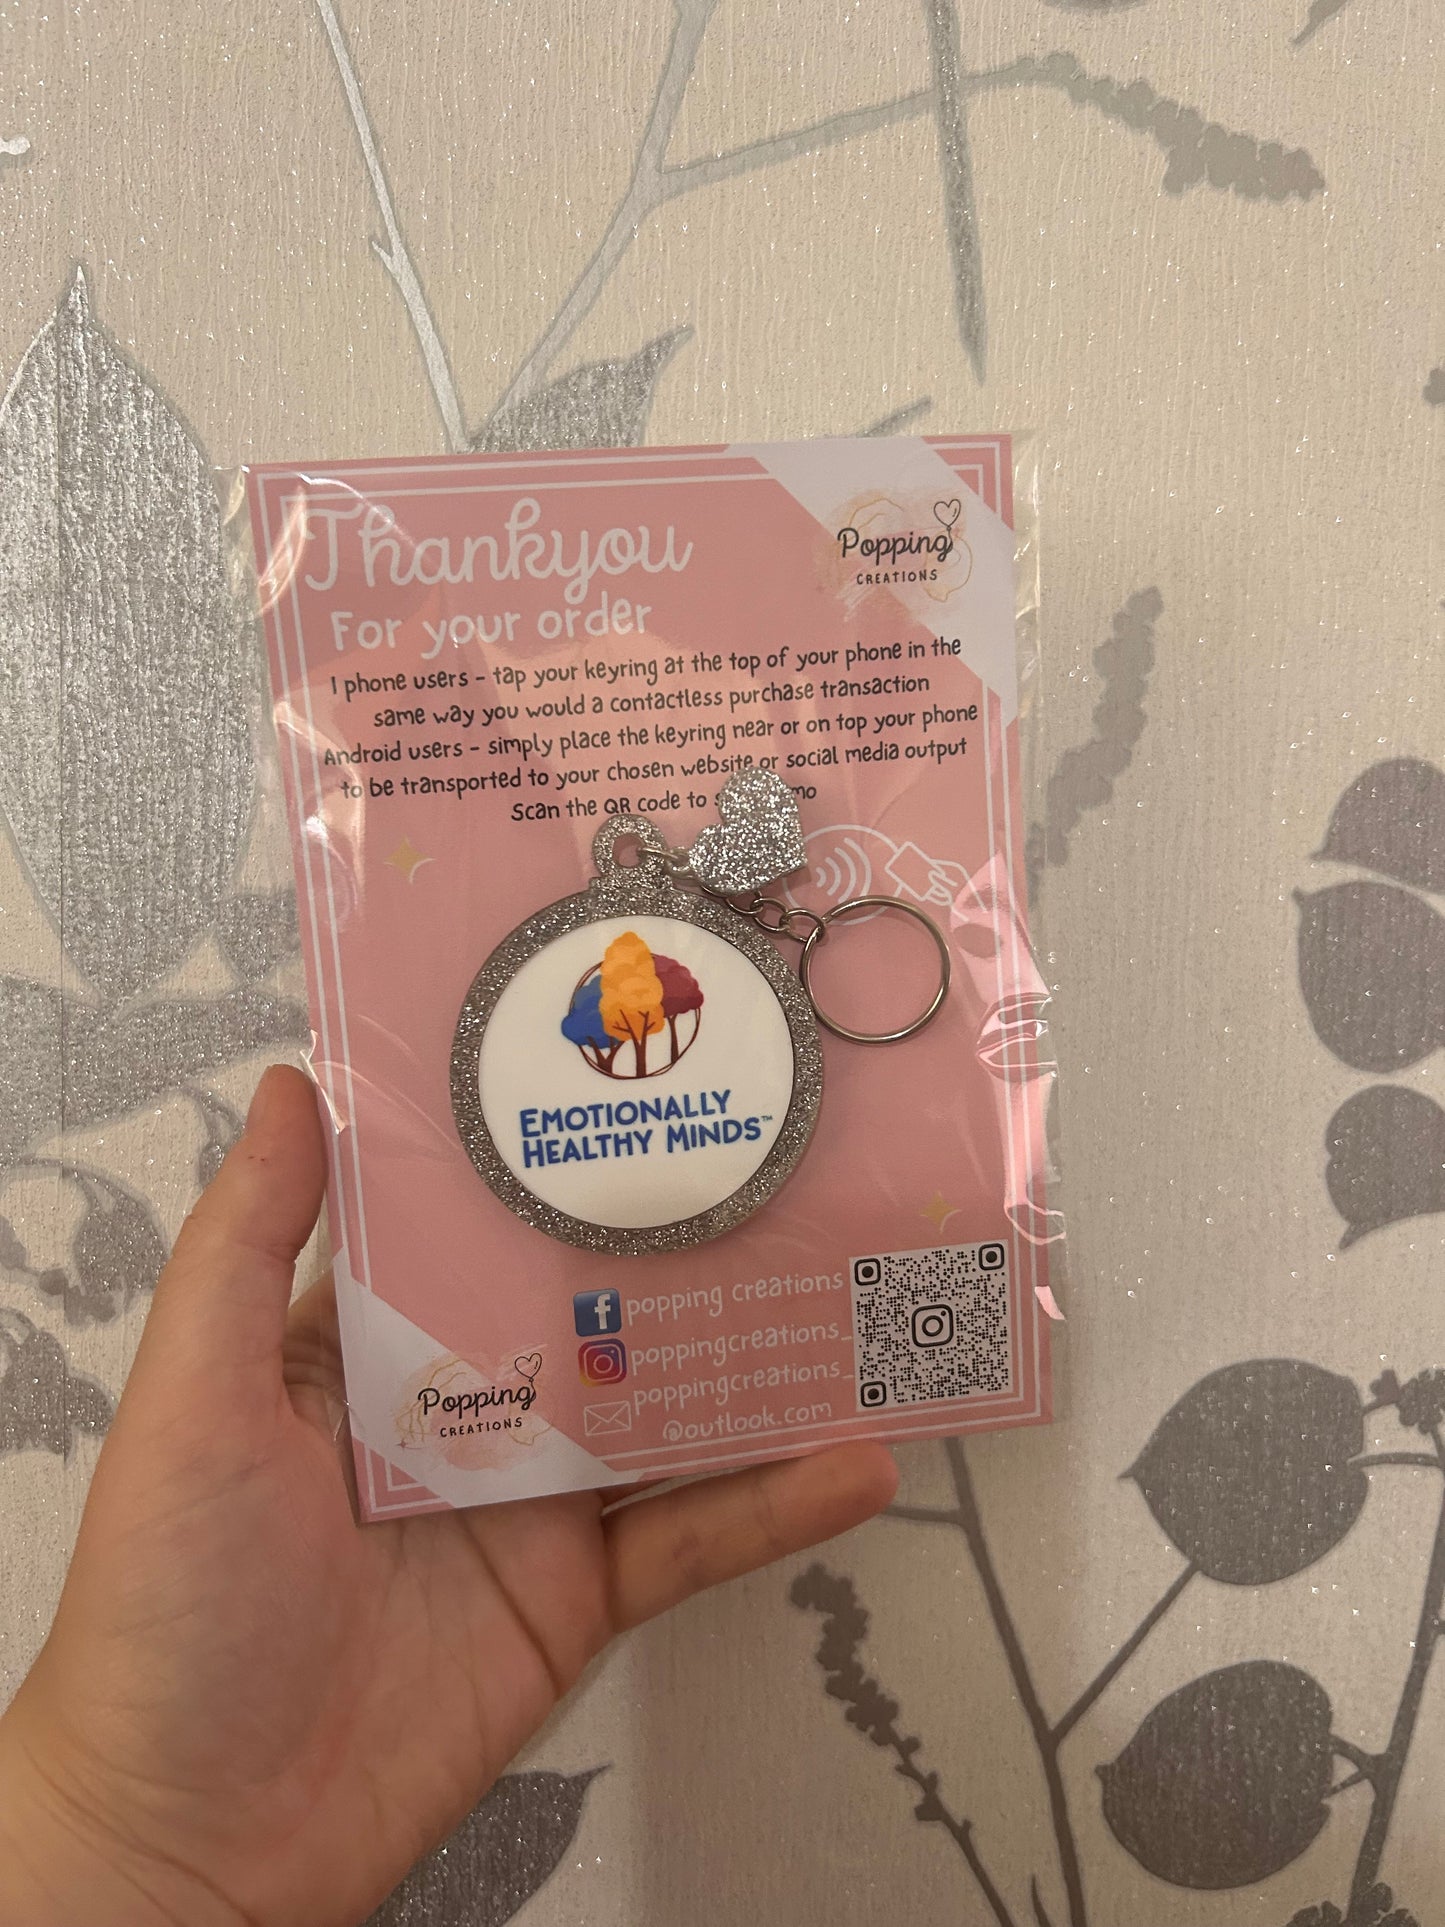 Thankyou
For your order
Popping
CREATIONS
I phone users - tap your keyring at the top of your phone in the
same way you would a contactless purchase transaction
Android users - simply place the keyring near or on top your phone
to be transported to your chosen website or social media output
Scan the QR code to
EMOTIONALLY
HEALTHY MINDS™
popping creations
poppingcreations_
poppingcreations_
@outlook.com
Popping
CREATIONS